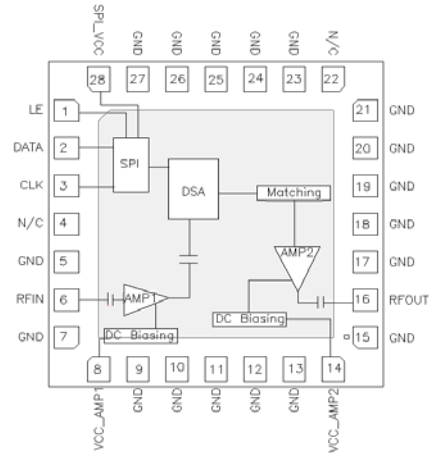 SPI_VCC GND GND GND GND GND N/C
28 27 26 25 24 23 22
LE 1 21 GND
DATA 2 SPI 20 GND
CLK 3 DSA Matching 19 GND
N/C 4 18 GND
GND 5 AMP2 17 GND
RFIN 6 AMP1 16 RFOUT
DC Biasing
GND 7 DC Biasing 15 GND
8 9 10 11 12 13 14
VCC_AMP1 GND GND GND GND GND VCC_AMP2